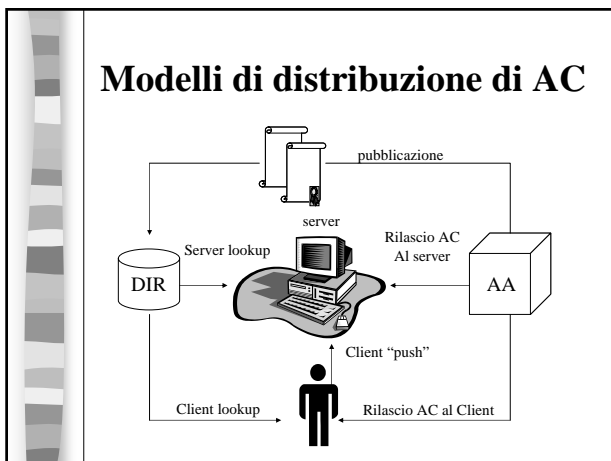 Modelli di distribuzione di AC
pubblicazione
server
Server lookup
Rilascio AC
Al server
DIR
AA
Client “push”
Client lookup
Rilascio AC al Client